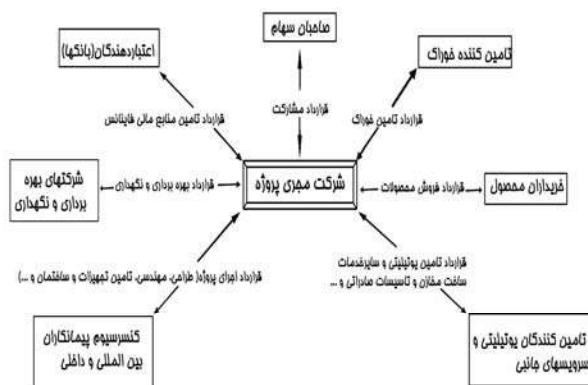 صاحبان سهام
تامین کننده خوراک
اعتباردهندگان(بانکها)
قرارداد مشارکت
قرارداد تامین خوراک
قرارداد تامین منابع مالی فاینانس
شرکت مجری پروژه
خریداران محصول
قرارداد فروش محصولات
قرارداد بهره برداری و نگهداری
شرکتهای بهره
برداری و نگهداری
قرارداد تامین یوتیلیتی و سایرخدمات
ساخت مخازن و تاسیسات صادراتی و ...
قرارداد اجرای پروژه( طراحی، مهندسی، تامین تجهیزات و ساختمان و ...)
تامین کنندگان یوتیلیتی و
سرویسهای جانبی
کنسرسیوم پیمانکاران
بین المللی و داخلی